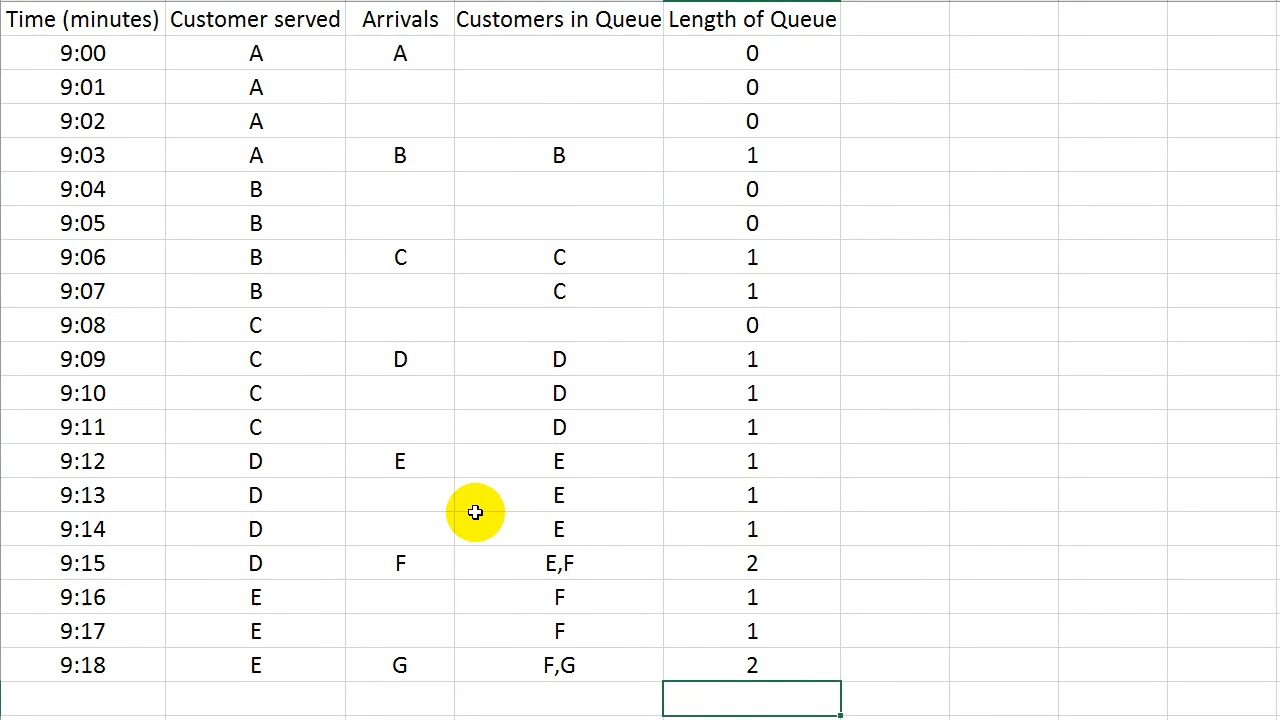 Time (minutes) Customer served Arrivals Customers in Queue Length of Queue
9:00 A A 0
9:01 A 0
9:02 A 0
9:03 A B B 1
9:04 B 0
9:05 B 0
9:06 B C C 1
9:07 B C 1
9:08 C 0
9:09 C D D 1
9:10 C D 1
9:11 C D 1
9:12 D E E 1
9:13 D E 1
9:14 D E 1
9:15 D F E,F 2
9:16 E F 1
9:17 E F 1
9:18 E G F,G 2